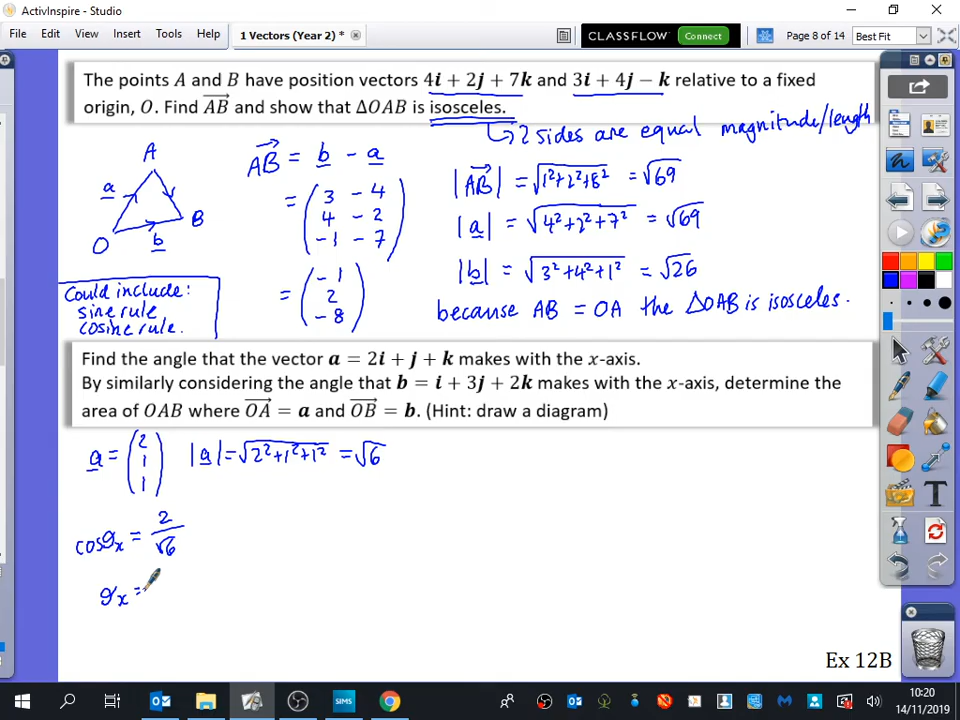 ActivInspire - Studio
File Edit View Insert Tools Help
1 Vectors (Year 2) *
CLASSFLOW Connect
Page 8 of 14
Best Fit
The points A and B have position vectors 4i + 2j + 7k and 3i + 4j − k relative to a fixed
origin, O. Find AB⃗ and show that ΔOAB is isosceles.
↳ 2 sides are equal magnitude/length
A
a
B
O
b
AB⃗ = b − a
= (3 − 4
4 − 2
−1 − 7)
= (−1
2
−8)
|AB⃗| = √1²+2²+8² = √69
|a| = √4²+2²+7² = √69
|b| = √3²+4²+1² = √26
because AB = OA the ΔOAB is isosceles.
Could include:
sine rule
cosine rule.
Find the angle that the vector a = 2i + j + k makes with the x-axis.
By similarly considering the angle that b = i + 3j + 2k makes with the x-axis, determine the
area of OAB where OA⃗ = a and OB⃗ = b. (Hint: draw a diagram)
a = (2
1
1)
|a| = √2²+1²+1² = √6
cosθx = 2/√6
θx =
Ex 12B
SIMS
10:20
14/11/2019